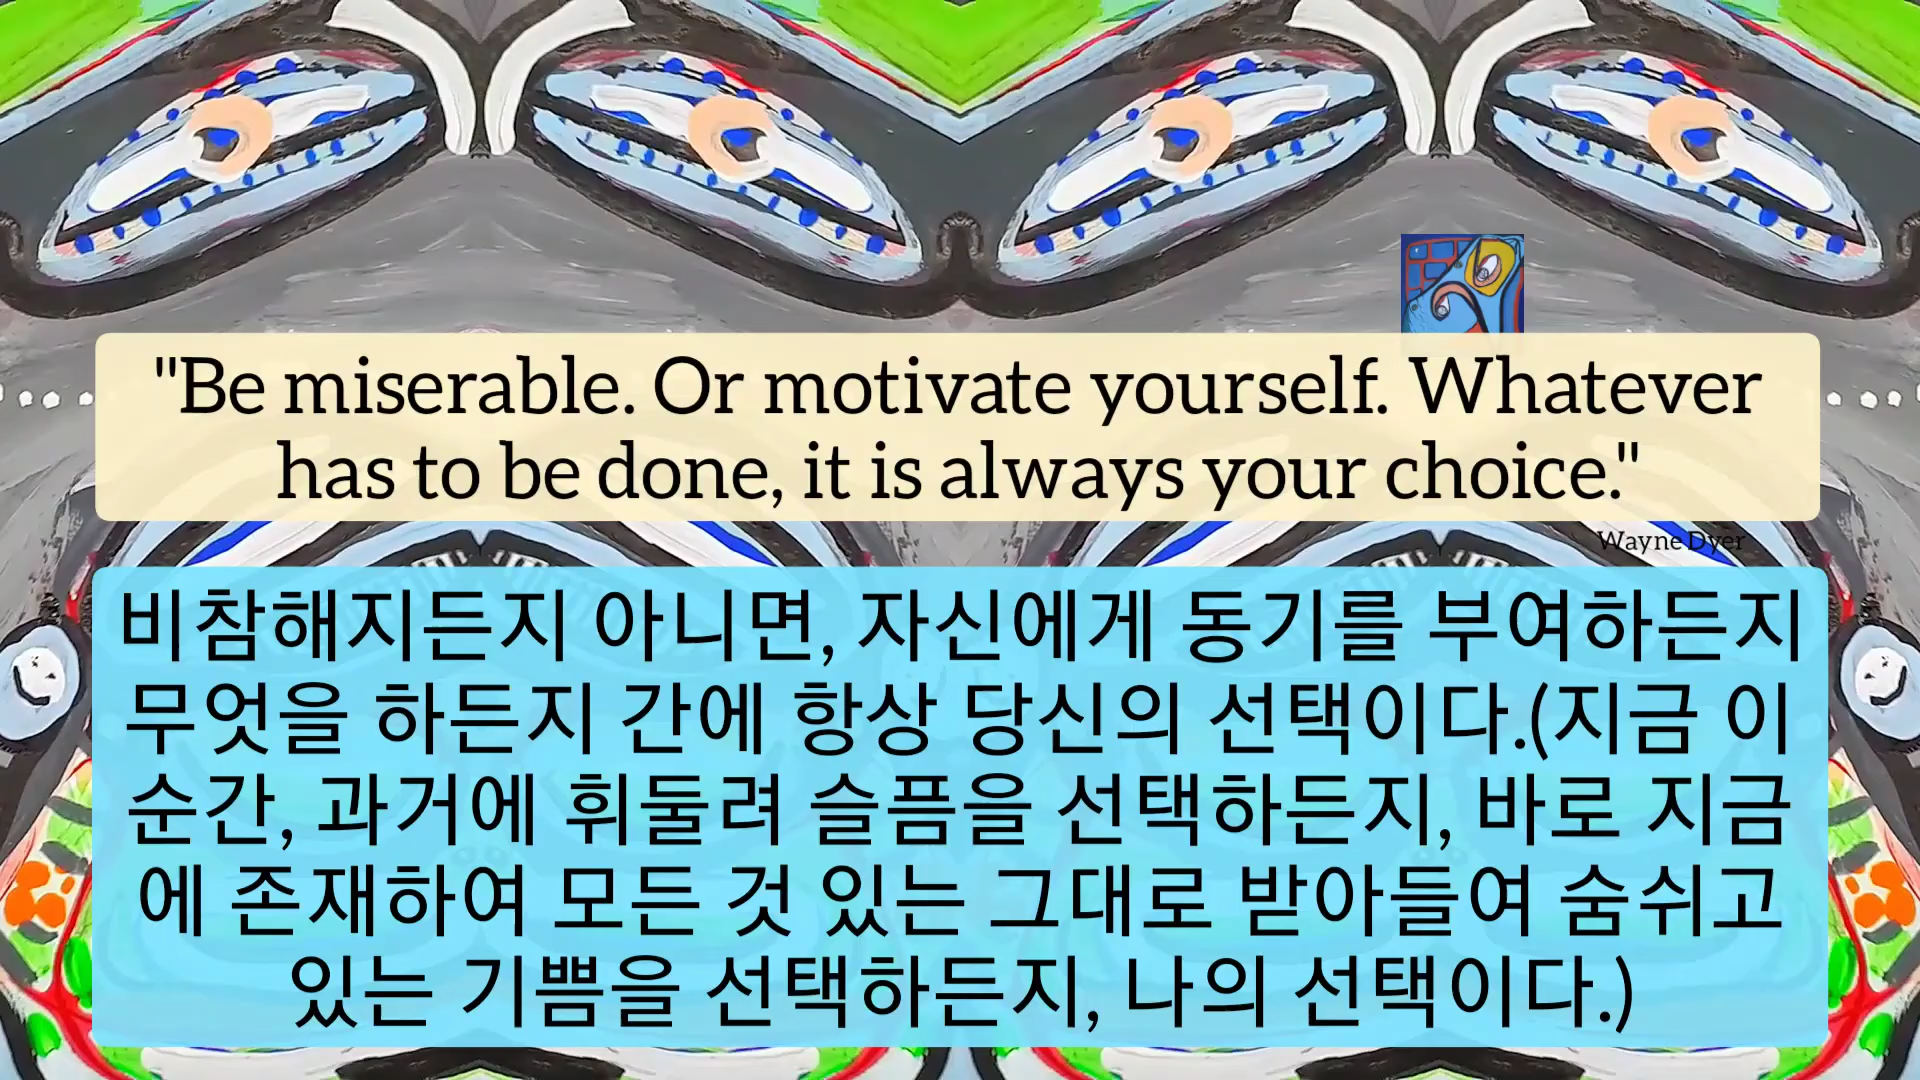 "Be miserable. Or motivate yourself. Whatever
has to be done, it is always your choice."
Wayne Dyer
비참해지든지 아니면, 자신에게 동기를 부여하든지
무엇을 하든지 간에 항상 당신의 선택이다.(지금 이
순간, 과거에 휘둘려 슬픔을 선택하든지, 바로 지금
에 존재하여 모든 것 있는 그대로 받아들여 숨쉬고
있는 기쁨을 선택하든지, 나의 선택이다.)